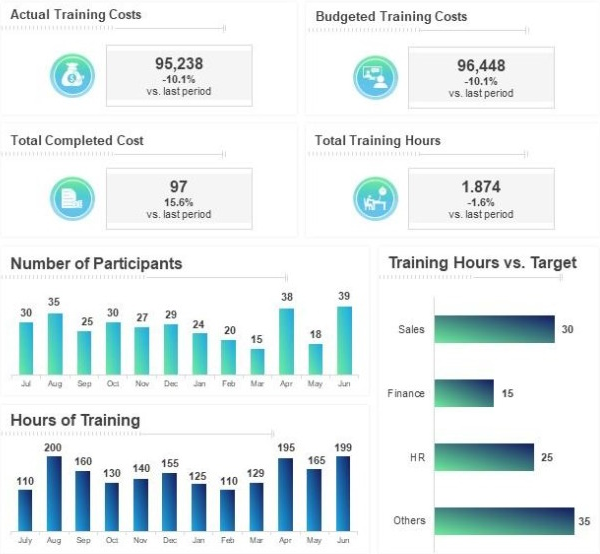 Actual Training Costs
95,238
-10.1%
vs. last period
Budgeted Training Costs
96,448
-10.1%
vs. last period
Total Completed Cost
97
15.6%
vs. last period
Total Training Hours
1.874
-1.6%
vs. last period
Number of Participants
30 35 25 30 27 29 24 20 15 38 18 39
Jul Aug Sep Oct Nov Dec Jan Feb Mar Apr May Jun
Hours of Training
110 200 160 130 140 155 125 110 129 195 165 199
July Aug Sep Oct Nov Dec Jan Feb Mar Apr May Jun
Training Hours vs. Target
Sales 30
Finance 15
HR 25
Others 35